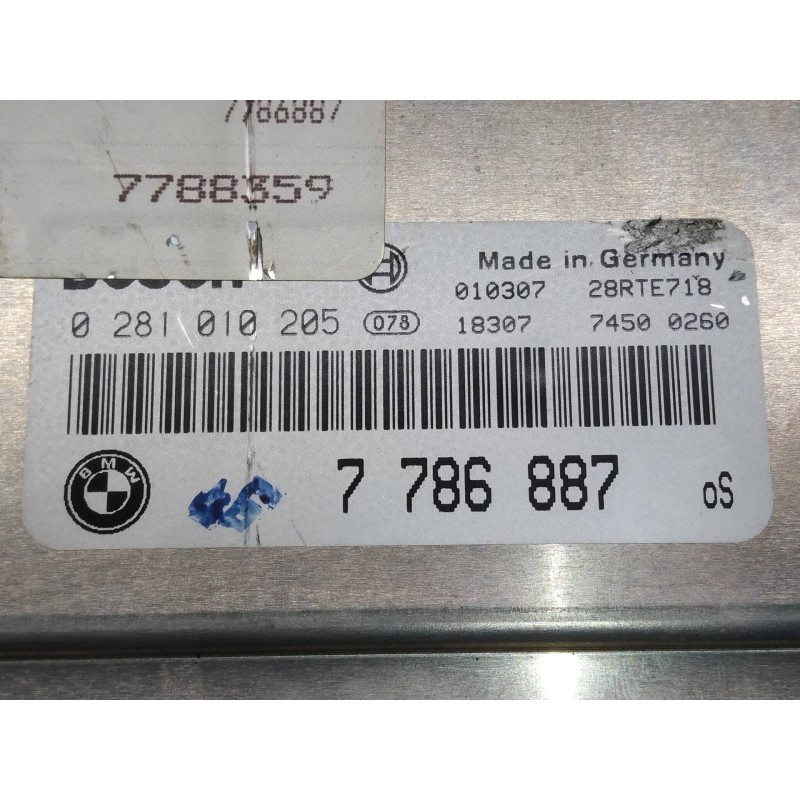 7786887
7788359
BOSCH
Made in Germany
010307 28RTE718
0 281 010 205 078 18307 7450 0260
BMW
7 786 887 oS